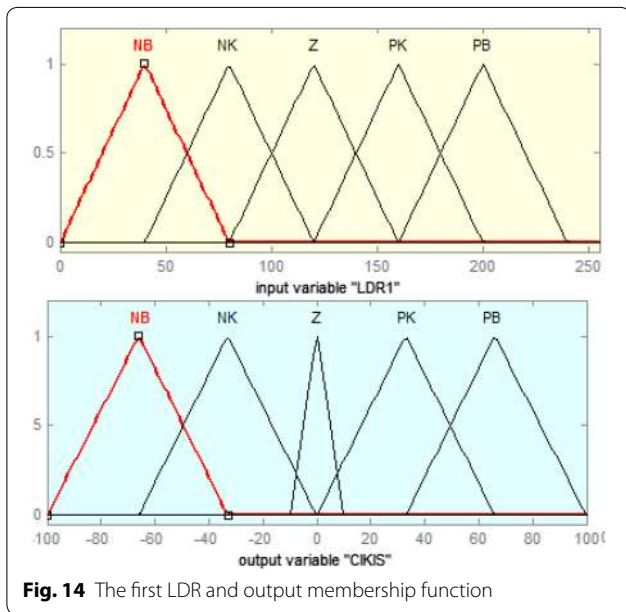 NB NK Z PK PB
1
0.5
0
0 50 100 150 200 250
input variable "LDR1"
NB NK Z PK PB
1
5
0
100 -80 -60 -40 -20 0 20 40 60 80 100
output variable "CIKIS"
Fig. 14 The first LDR and output membership function